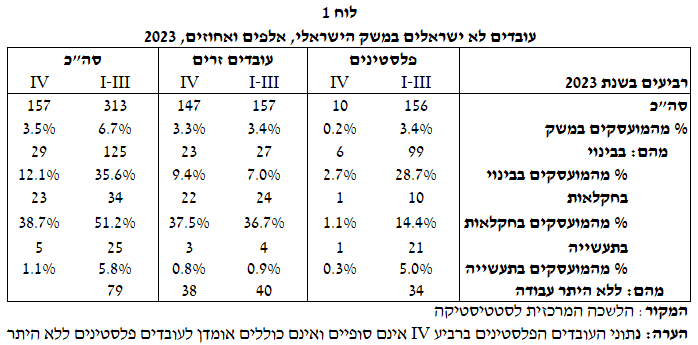 לוח 1
עובדים לא ישראלים במשק הישראלי, אלפים ואחוזים, 2023
פלסטינים עובדים זרים סה"כ
רביעים בשנת 2023 I-III IV I-III IV I-III IV
סה"כ 156 10 157 147 313 157
% מהמועסקים במשק 3.4% 0.2% 3.4% 3.3% 6.7% 3.5%
מהם: בבינוי 99 6 27 23 125 29
% מהמועסקים בבינוי 28.7% 2.7% 7.0% 9.4% 35.6% 12.1%
בחקלאות 10 1 24 22 34 23
% מהמועסקים בחקלאות 14.4% 1.1% 36.7% 37.5% 51.2% 38.7%
בתעשייה 21 1 4 3 25 5
% מהמועסקים בתעשייה 5.0% 0.3% 0.9% 0.8% 5.8% 1.1%
מהם: ללא היתר עבודה 34 40 38 79
המקור: הלשכה המרכזית לסטטיסטיקה
הערה: נתוני העובדים הפלסטינים ברביע IV אינם סופיים ואינם כוללים אומדן לעובדים פלסטינים ללא היתר